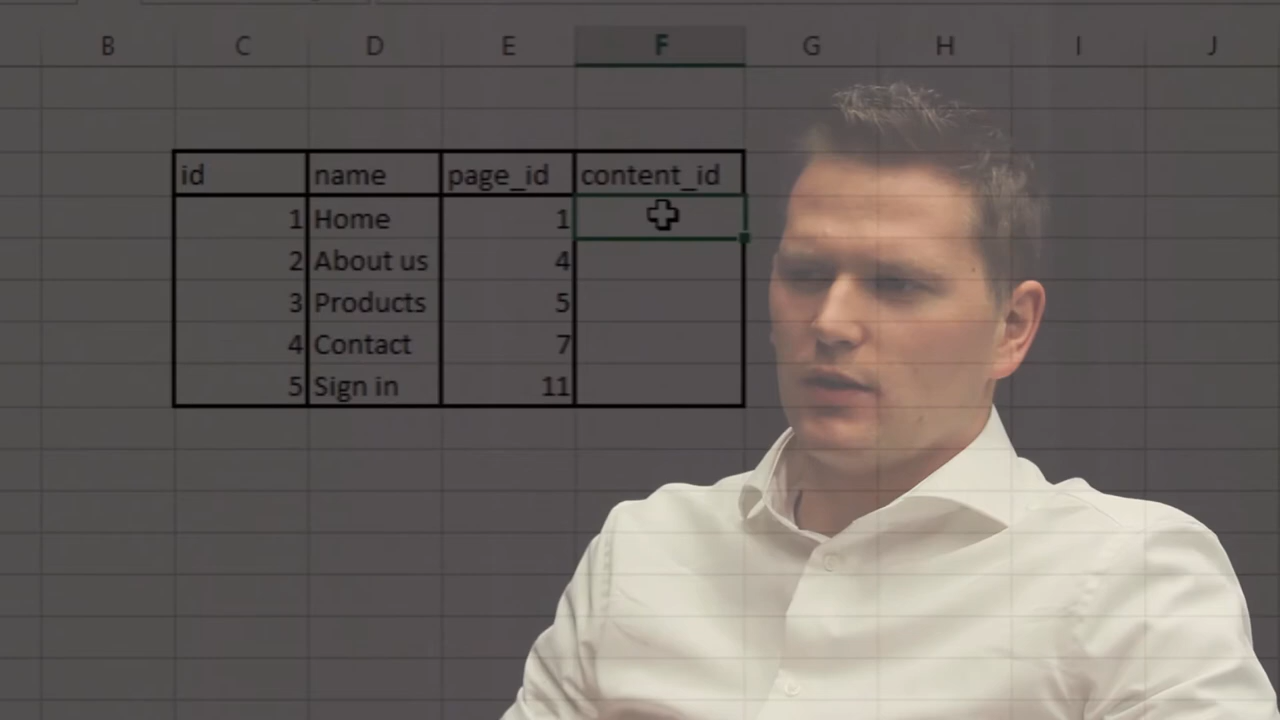 B C D E F G H I J
id name page_id content_id
1 Home 1
2 About us 4
3 Products 5
4 Contact 7
5 Sign in 11